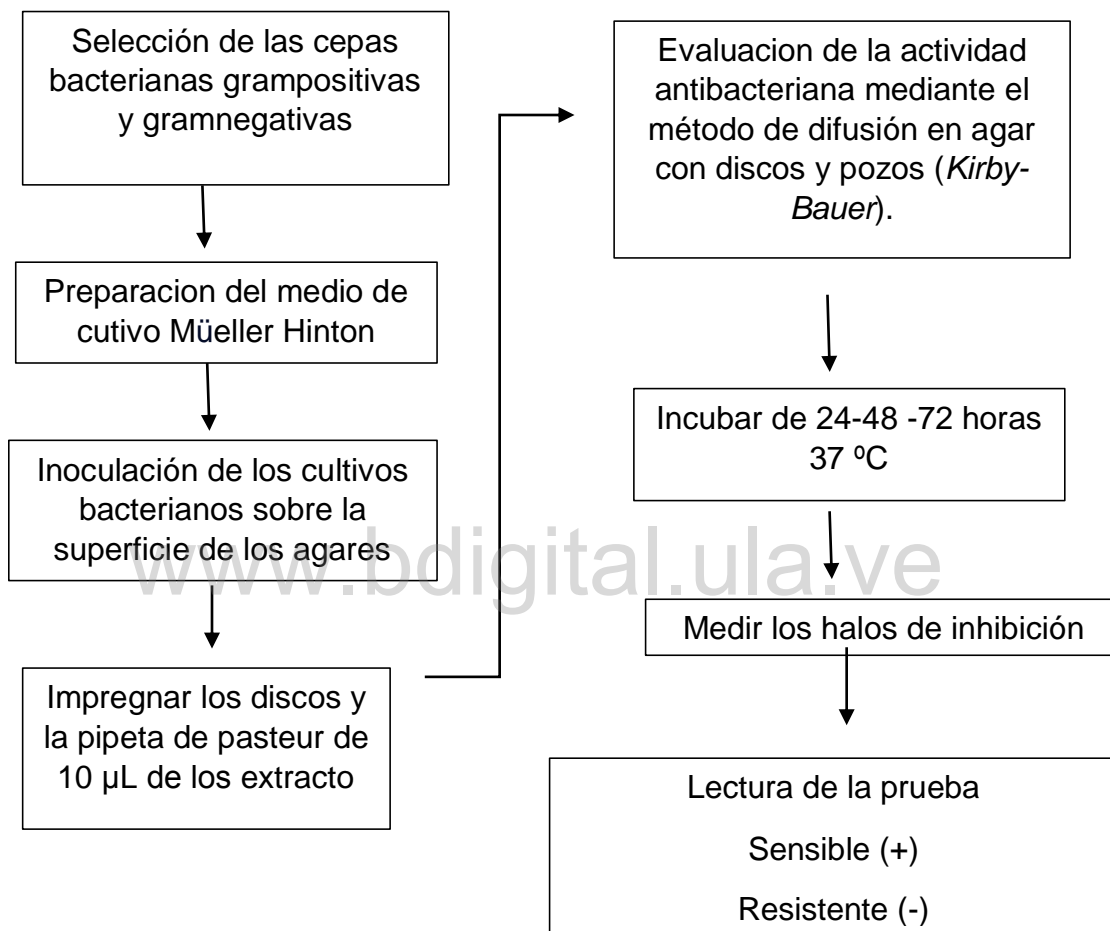 Selección de las cepas
bacterianas grampositivas
y gramnegativas
Preparacion del medio de
cutivo Müeller Hinton
Inoculación de los cultivos
bacterianos sobre la
superficie de los agares
Impregnar los discos y
la pipeta de pasteur de
10 µL de los extracto
Evaluacion de la actividad
antibacteriana mediante el
método de difusión en agar
con discos y pozos (Kirby-
Bauer).
Incubar de 24-48 -72 horas
37 ºC
Medir los halos de inhibición
Lectura de la prueba
Sensible (+)
Resistente (-)
www.bdigital.ula.ve